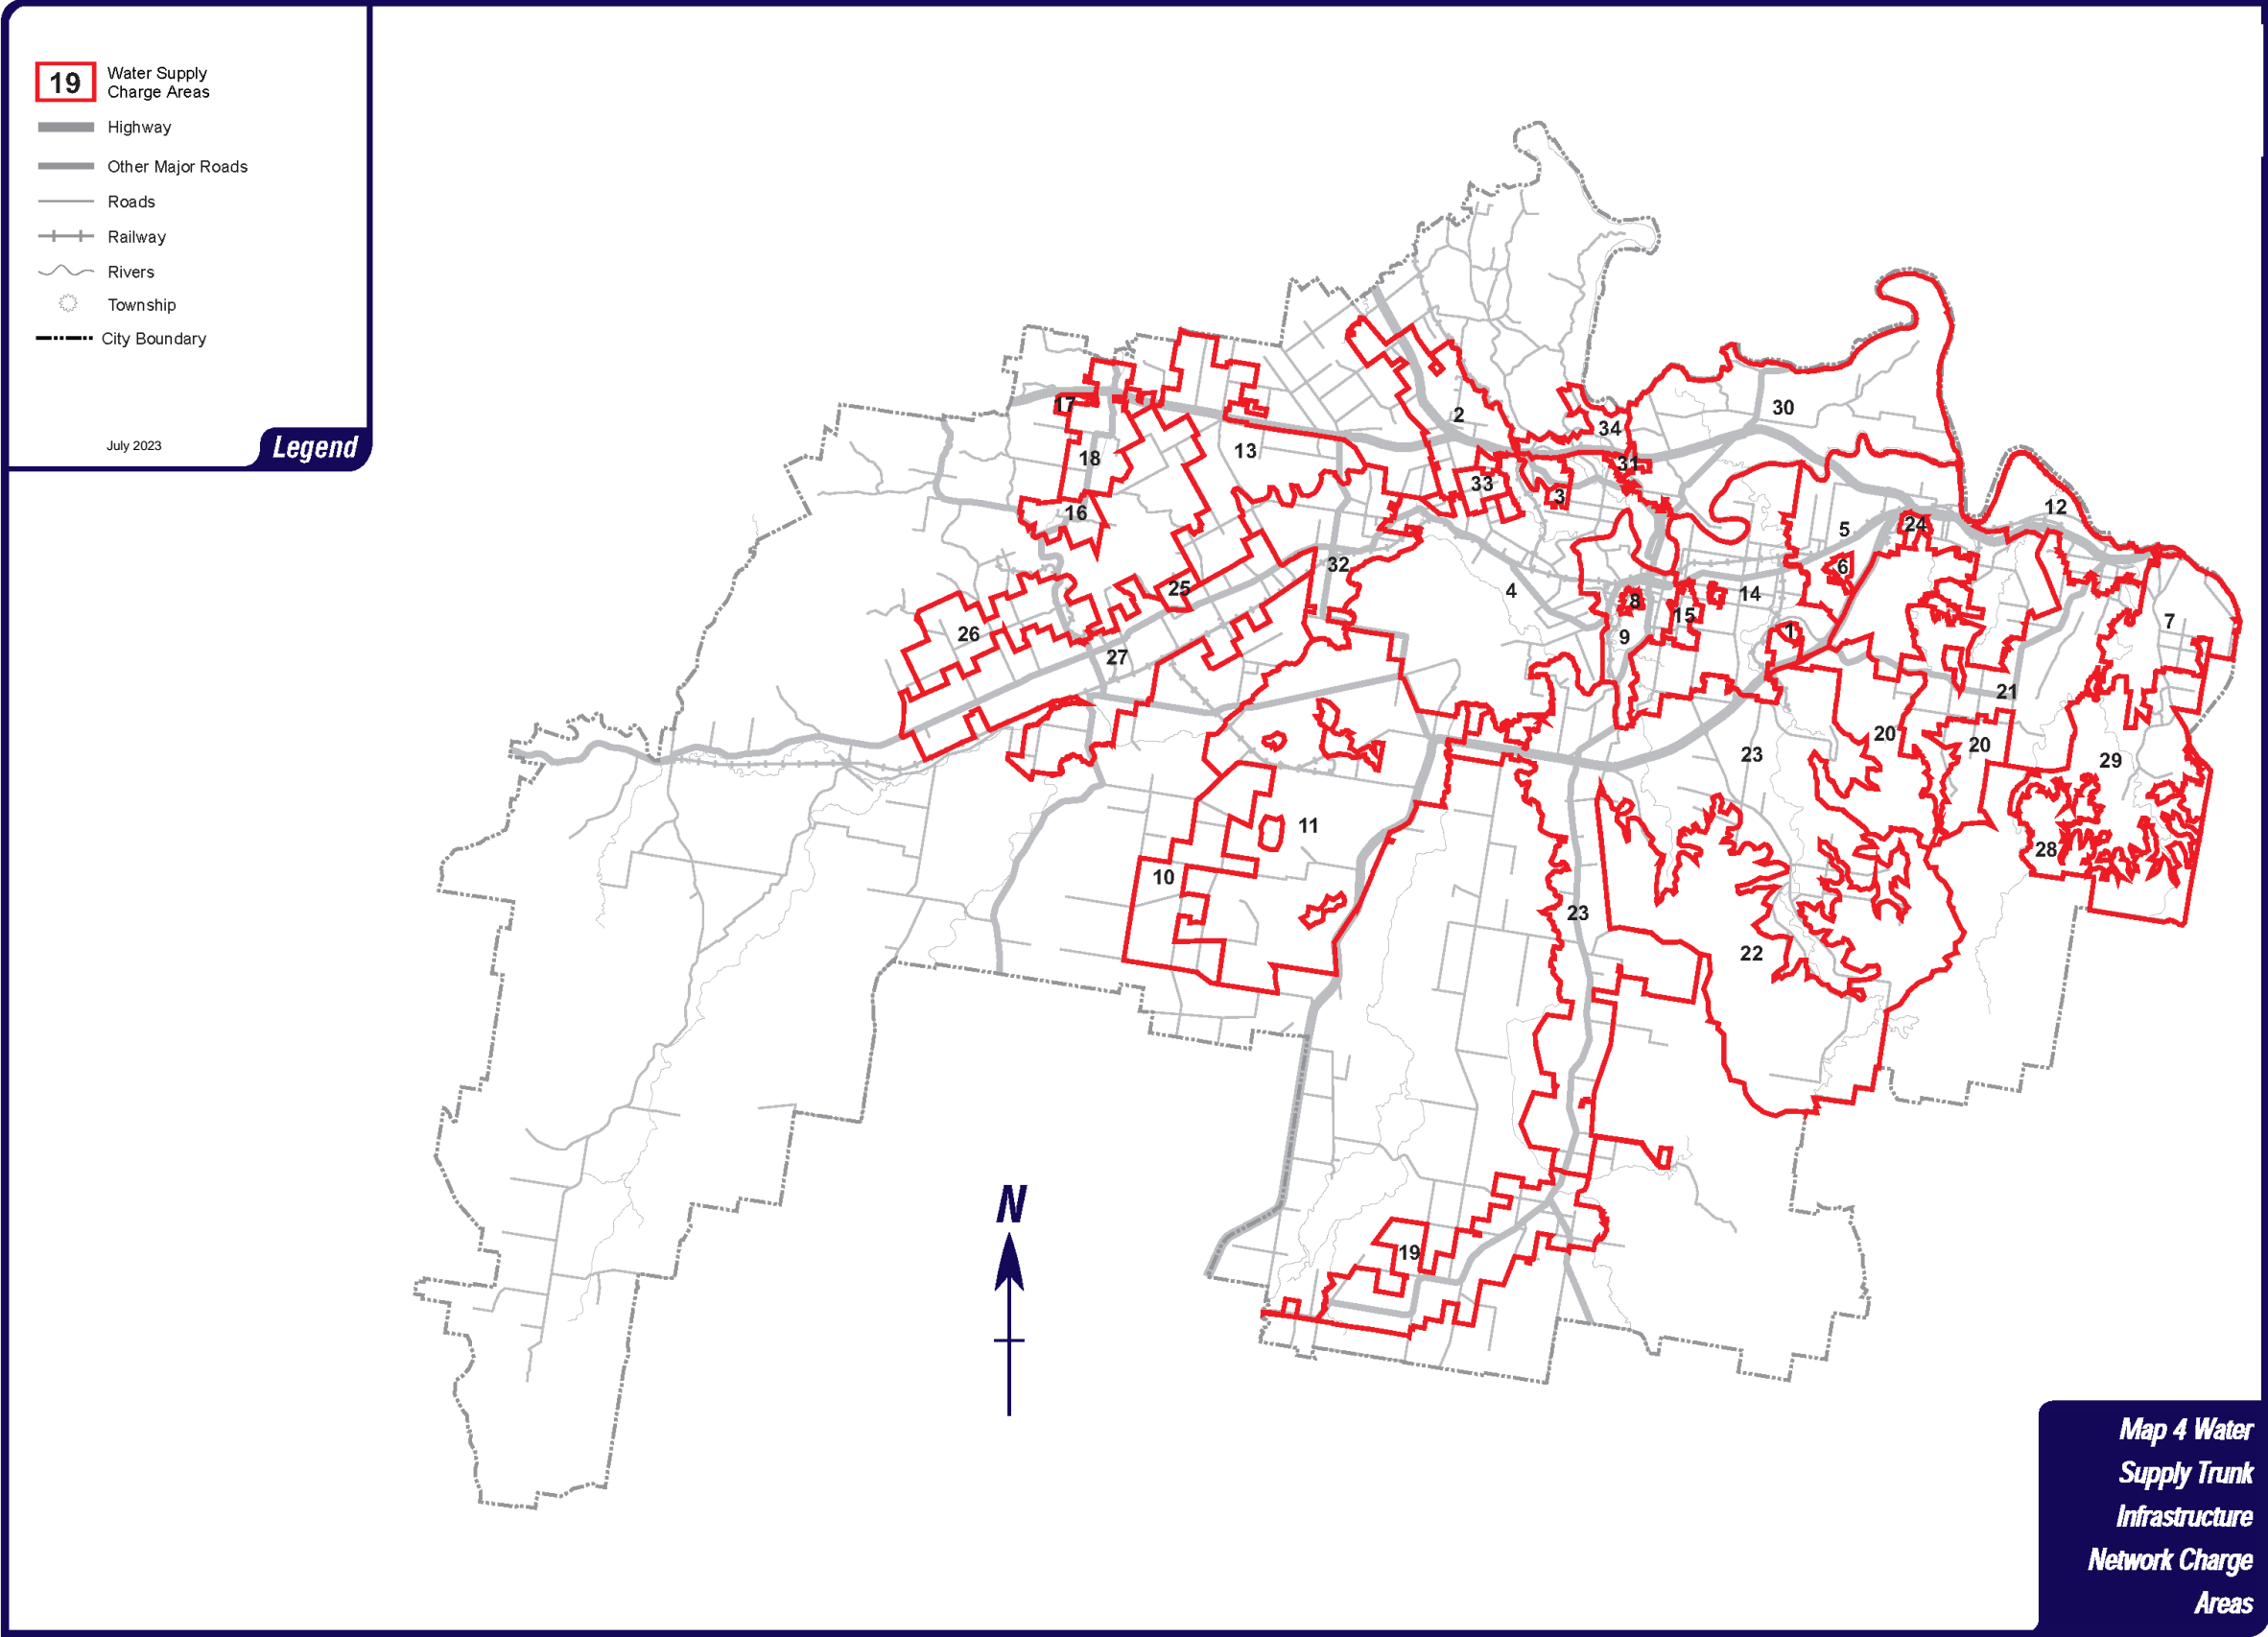 19
Water Supply
Charge Areas
Highway
Other Major Roads
Roads
Railway
Rivers
Township
City Boundary
July 2023
Legend
30
2
17
34
13
18
31
33
3
12
16
24
5
32
6
25
4
14
8
15
7
1
26
9
27
21
20
20
23
29
11
28
10
23
22
N
19
Map 4 Water
Supply Trunk
Infrastructure
Network Charge
Areas